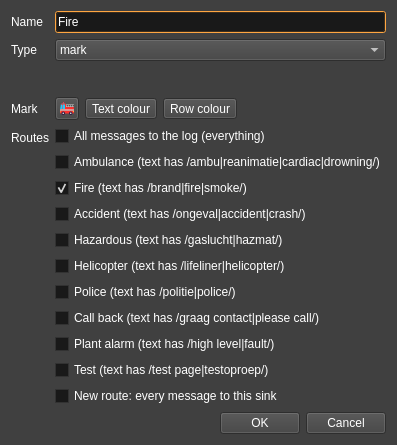 Name Fire
Type mark
Mark Text colour Row colour
Routes All messages to the log (everything)
Ambulance (text has /ambu|reanimatie|cardiac|drowning/)
Fire (text has /brand|fire|smoke/)
Accident (text has /ongeval|accident|crash/)
Hazardous (text has /gaslucht|hazmat/)
Helicopter (text has /lifeliner|helicopter/)
Police (text has /politie|police/)
Call back (text has /graag contact|please call/)
Plant alarm (text has /high level|fault/)
Test (text has /test page|testoproep/)
New route: every message to this sink
OK Cancel